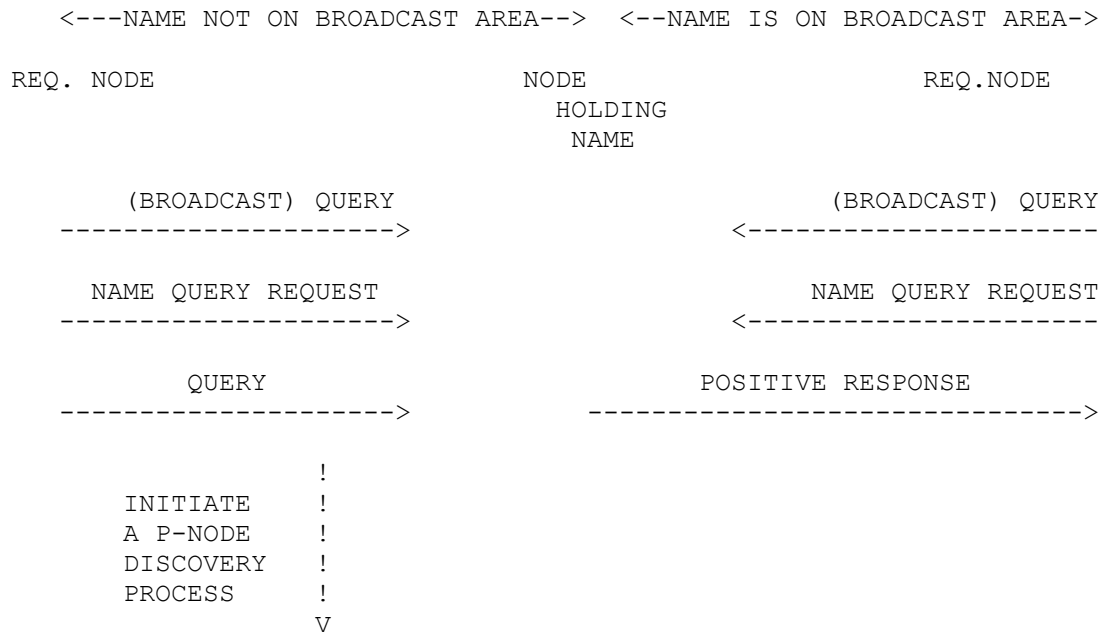 <---NAME NOT ON BROADCAST AREA--> <--NAME IS ON BROADCAST AREA->
REQ. NODE NODE REQ.NODE
HOLDING
NAME
(BROADCAST) QUERY (BROADCAST) QUERY
---------------------> <----------------------
NAME QUERY REQUEST NAME QUERY REQUEST
---------------------> <----------------------
QUERY POSITIVE RESPONSE
---------------------> ------------------------------->
!
INITIATE !
A P-NODE !
DISCOVERY !
PROCESS !
V